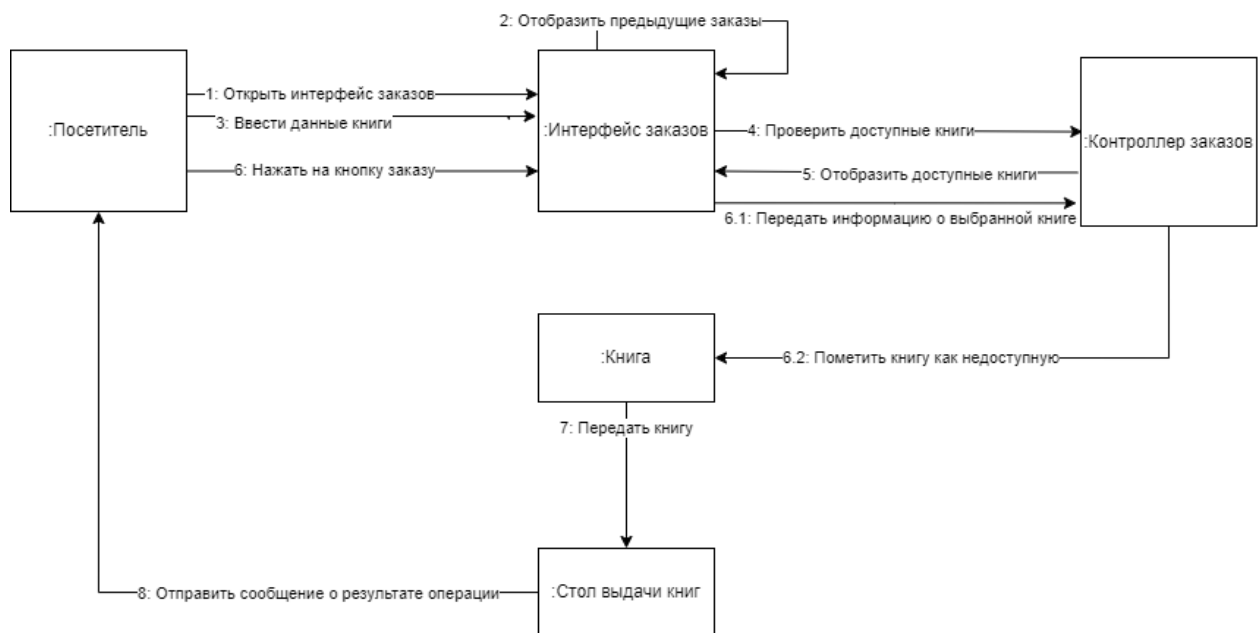 2: Отобразить предыдущие заказы
1: Открыть интерфейс заказов
:Посетитель
3: Ввести данные книги
:Интерфейс заказов
4: Проверить доступные книги
:Контроллер заказов
6: Нажать на кнопку заказу
5: Отобразить доступные книги
6.1: Передать информацию о выбранной книге
:Книга
6.2: Пометить книгу как недоступную
7: Передать книгу
8: Отправить сообщение о результате операции
:Стол выдачи книг